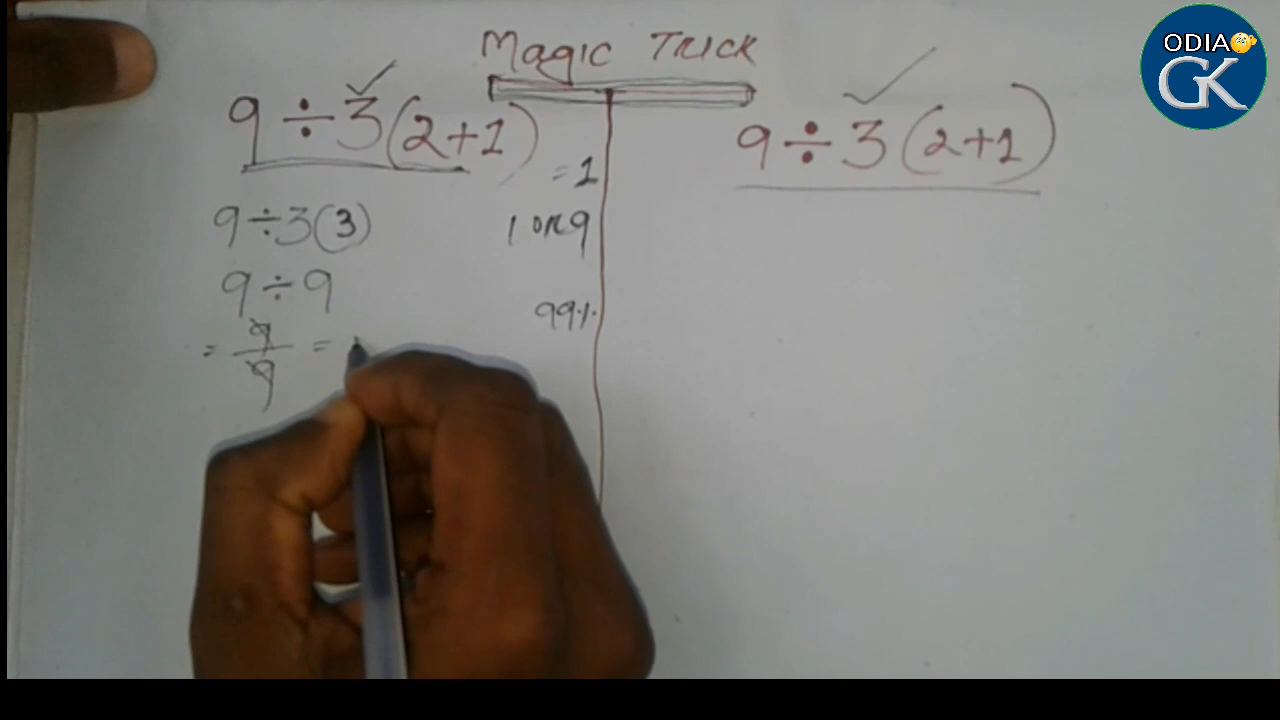 Magic Trick
9÷3(2+1)
= 1
9÷3(3)
1 or 9
9÷9
99%
= 9/9 =
9÷3(2+1)
ODIA
GK